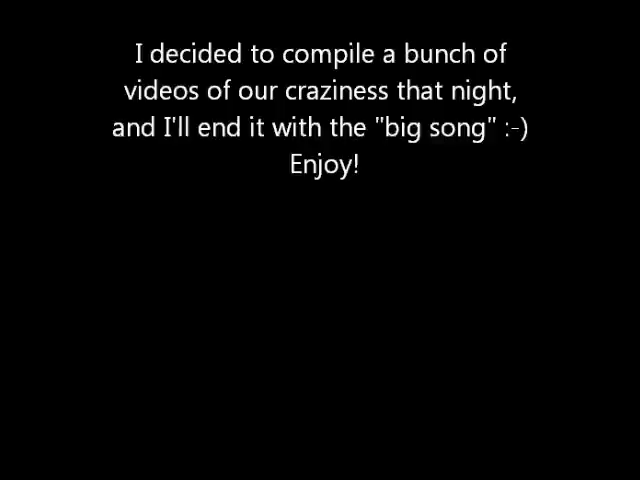 I decided to compile a bunch of
videos of our craziness that night,
and I'll end it with the "big song" :-)
Enjoy!